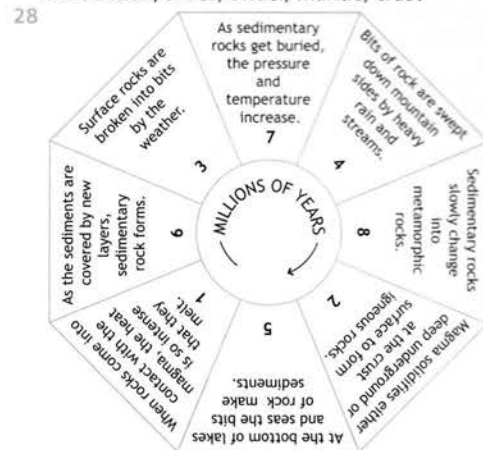 mantle, crust
28
As sedimentary
rocks get buried,
the pressure
and
temperature
increase.
7
Bits of rock are swept
down mountain
sides by heavy
rain and
streams.
4
Sedimentary rocks
slowly change
into
metamorphic
rocks.
8
Magma solidifies either
deep underground or
at the crust
surface to form
igneous rocks.
2
At the bottom of lakes
and seas the bits
of rock make
sediments.
5
When rocks come into
contact with the
magma, the heat
is so intense
that they
melt.
1
As the sediments are
covered by new
layers,
sedimentary
rock forms.
6
Surface rocks are
broken into bits
by the
weather.
3
MILLIONS OF YEARS